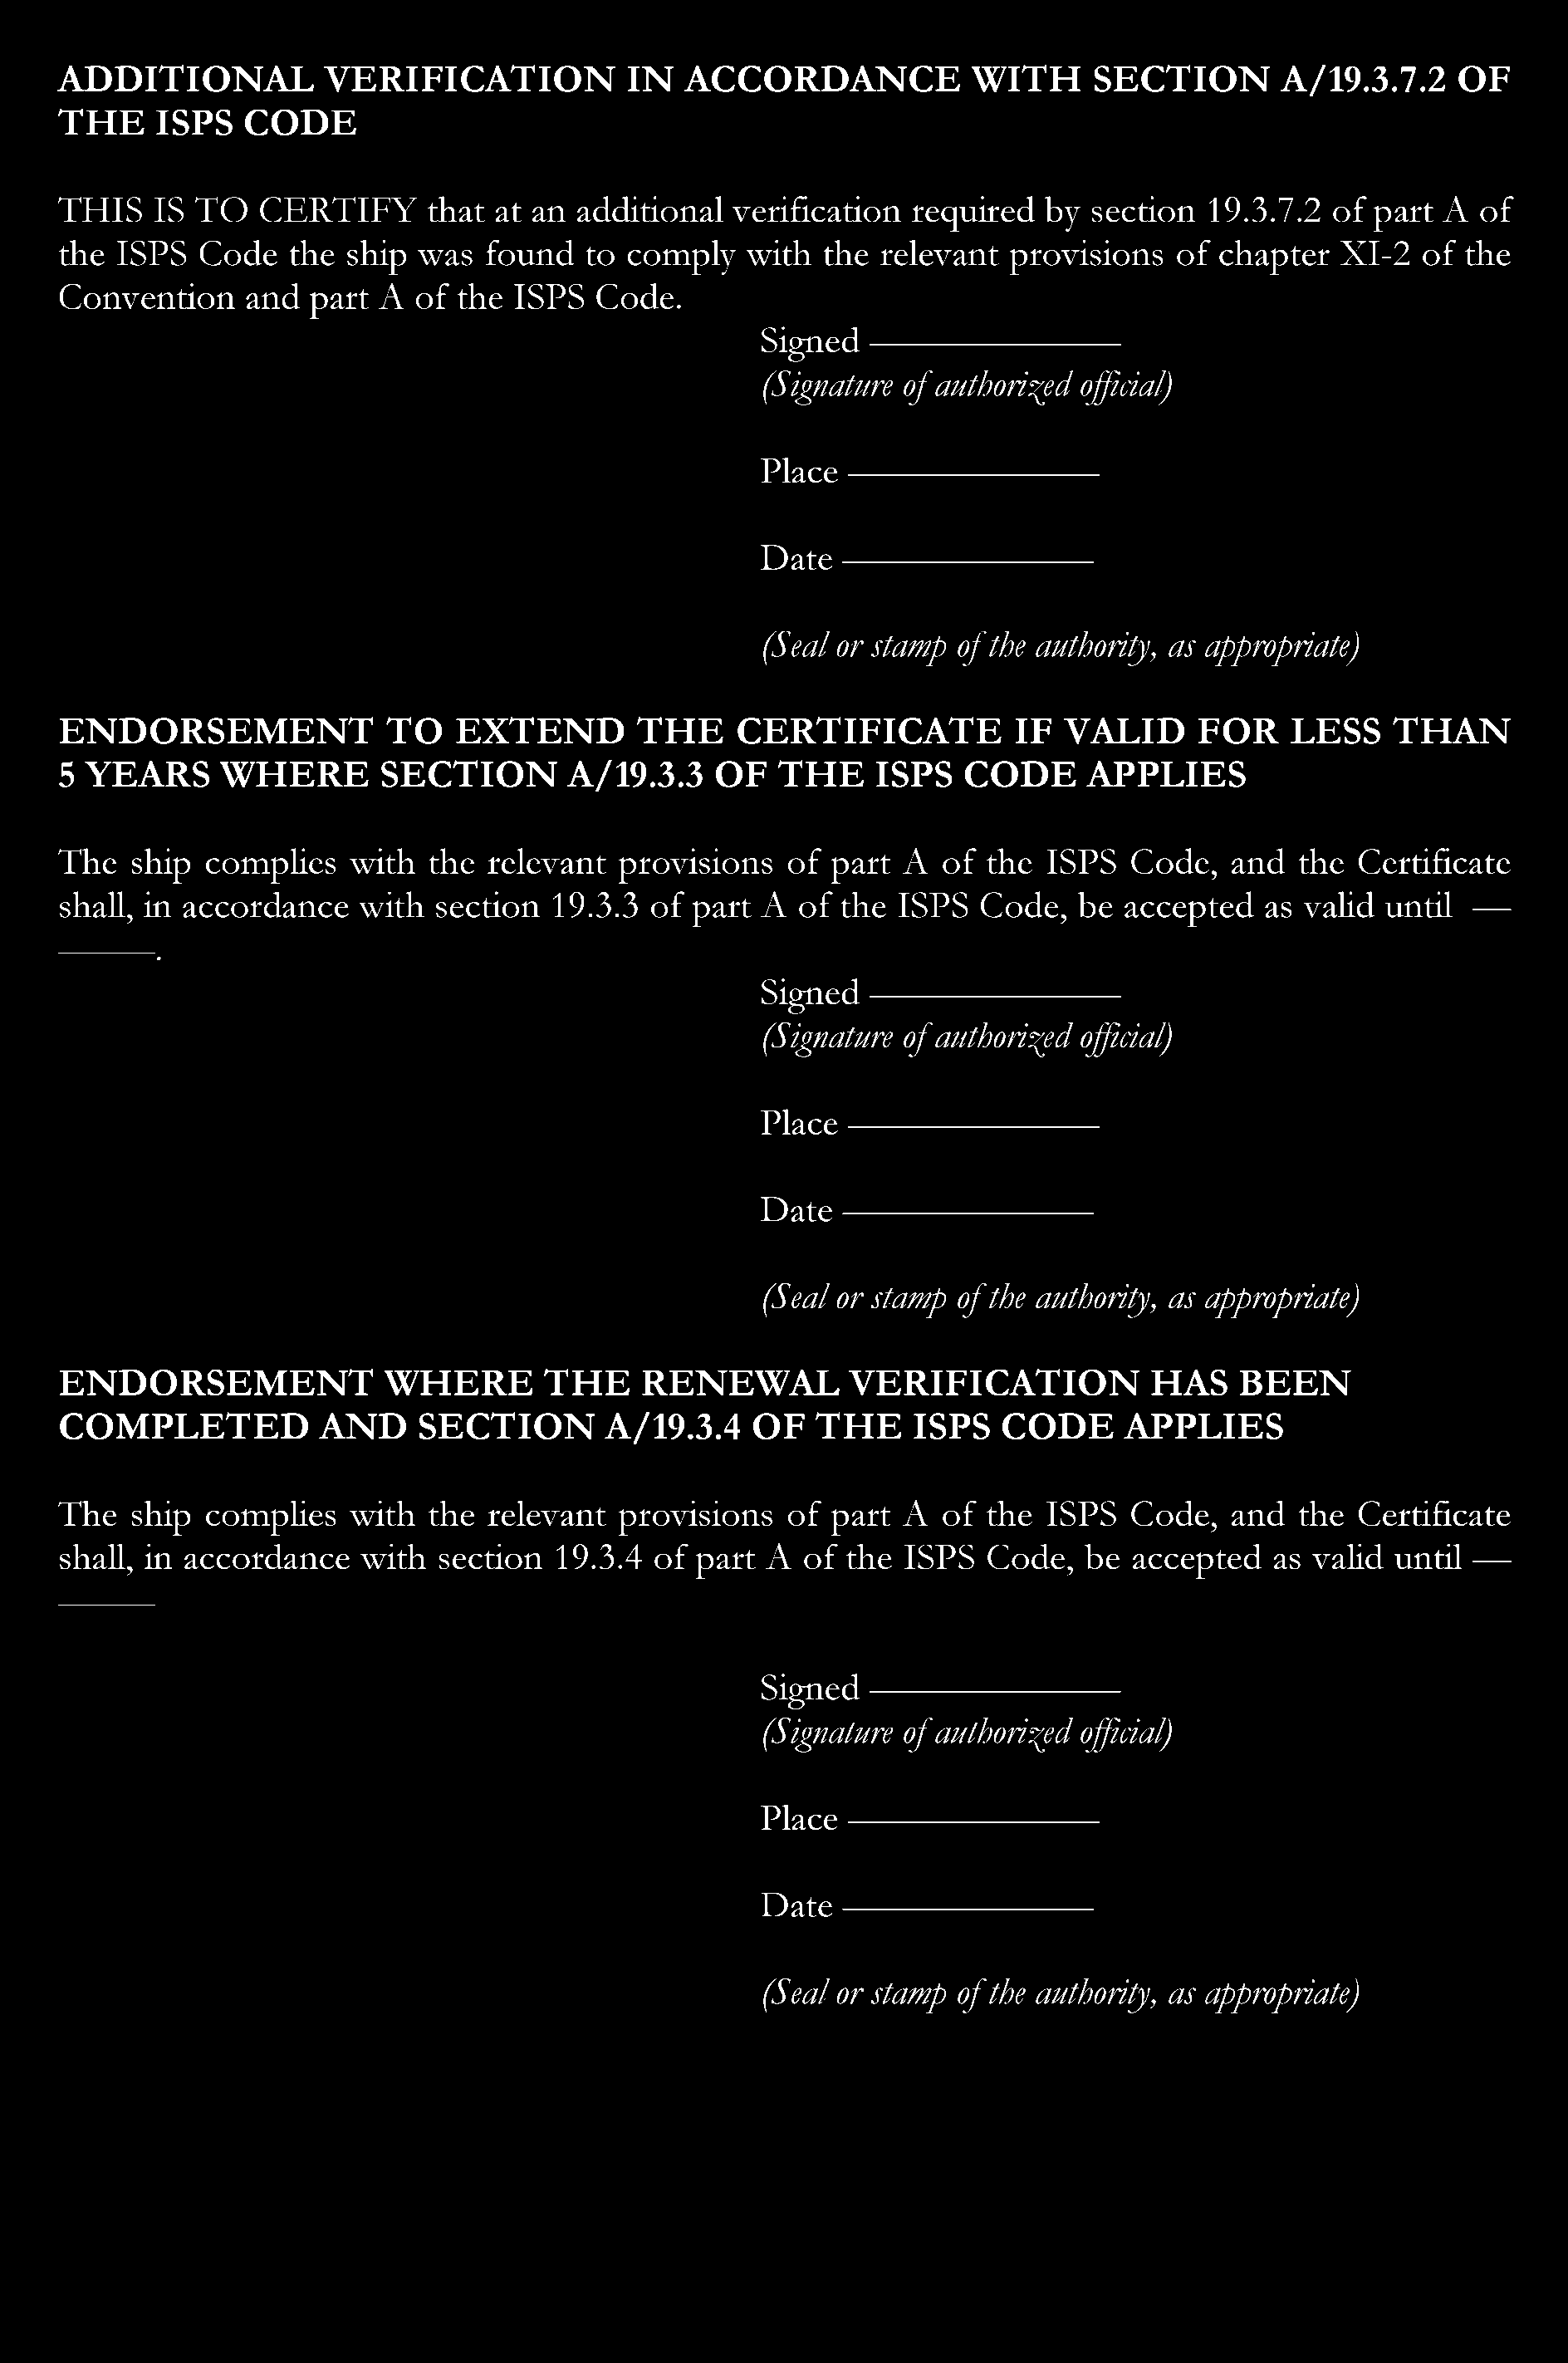 ADDITIONAL VERIFICATION IN ACCORDANCE WITH SECTION A/19.3.7.2 OF
THE ISPS CODE
THIS IS TO CERTIFY that at an additional verification required by section 19.3.7.2 of part A of
the ISPS Code the ship was found to comply with the relevant provisions of chapter XI-2 of the
Convention and part A of the ISPS Code.
Signed ————————
(Signature of authorized official)
Place ————————
Date ————————
(Seal or stamp of the authority, as appropriate)
ENDORSEMENT TO EXTEND THE CERTIFICATE IF VALID FOR LESS THAN
5 YEARS WHERE SECTION A/19.3.3 OF THE ISPS CODE APPLIES
The ship complies with the relevant provisions of part A of the ISPS Code, and the Certificate
shall, in accordance with section 19.3.3 of part A of the ISPS Code, be accepted as valid until —
———.
Signed ————————
(Signature of authorized official)
Place ————————
Date ————————
(Seal or stamp of the authority, as appropriate)
ENDORSEMENT WHERE THE RENEWAL VERIFICATION HAS BEEN
COMPLETED AND SECTION A/19.3.4 OF THE ISPS CODE APPLIES
The ship complies with the relevant provisions of part A of the ISPS Code, and the Certificate
shall, in accordance with section 19.3.4 of part A of the ISPS Code, be accepted as valid until —
———
Signed ————————
(Signature of authorized official)
Place ————————
Date ————————
(Seal or stamp of the authority, as appropriate)